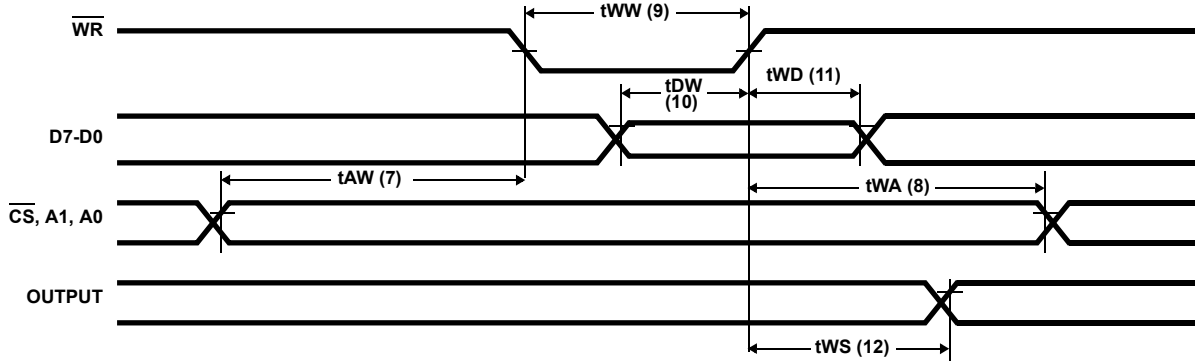 tWW (9)
WR
tDW
(10)
tWD (11)
D7-D0
tAW (7)
tWA (8)
CS, A1, A0
OUTPUT
tWS (12)